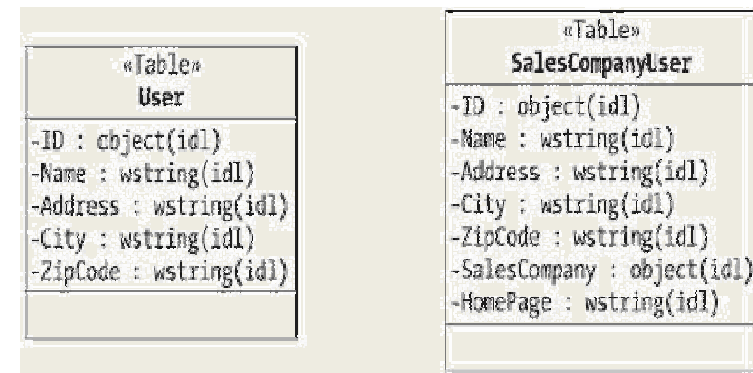 «Table»
User
-ID : object(idl)
-Name : wstring(idl)
-Address : wstring(idl)
-City : wstring(idl)
-ZipCode : wstring(idl)
«Table»
SalesCompanyUser
-ID : object(idl)
-Name : wstring(idl)
-Address : wstring(idl)
-City : wstring(idl)
-ZipCode : wstring(idl)
-SalesCompany : object(idl)
-HomePage : wstring(idl)